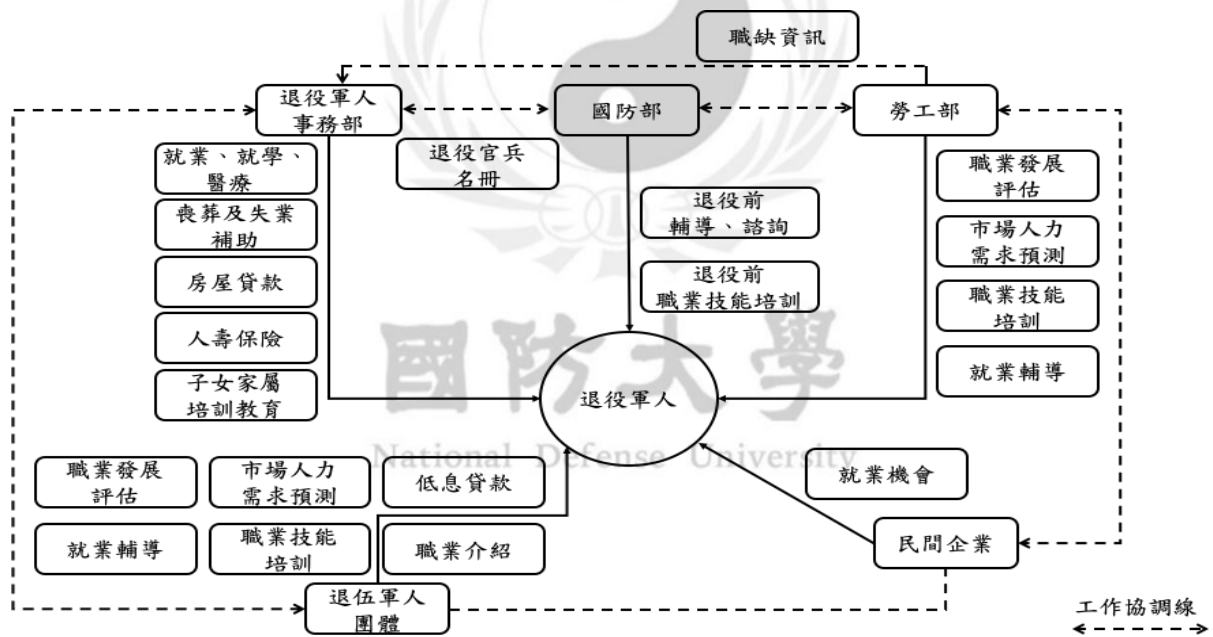 職缺資訊
退役軍人
事務部
國防部
勞工部
退役官兵
名冊
就業、就學、
醫療
喪葬及失業
補助
房屋貸款
人壽保險
子女家屬
培訓教育
退役前
輔導、諮詢
退役前
職業技能培訓
職業發展
評估
市場人力
需求預測
職業技能
培訓
就業輔導
國防大學
退役軍人
National Defense University
職業發展
評估
市場人力
需求預測
低息貸款
就業輔導
職業技能
培訓
職業介紹
就業機會
民間企業
退伍軍人
團體
工作協調線